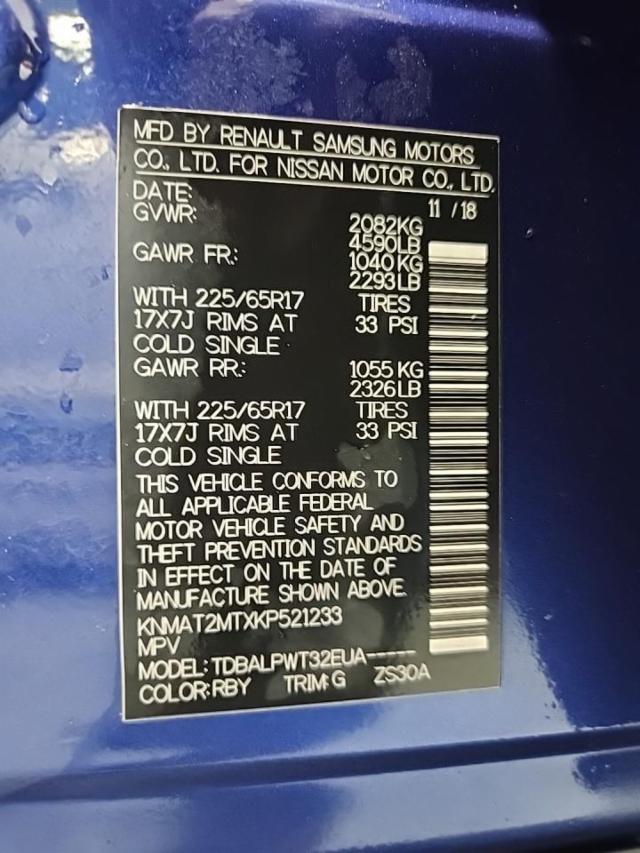 MFD BY RENAULT SAMSUNG MOTORS
CO., LTD. FOR NISSAN MOTOR CO., LTD.
DATE: 11 / 18
GVWR: 2082KG
4590LB
GAWR FR.: 1040KG
2293LB
WITH 225/65R17 TIRES
17X7J RIMS AT 33 PSI
COLD SINGLE
GAWR RR.: 1055KG
2326LB
WITH 225/65R17 TIRES
17X7J RIMS AT 33 PSI
COLD SINGLE
THIS VEHICLE CONFORMS TO
ALL APPLICABLE FEDERAL
MOTOR VEHICLE SAFETY AND
THEFT PREVENTION STANDARDS
IN EFFECT ON THE DATE OF
MANUFACTURE SHOWN ABOVE.
KNMAT2MTXKP521233
MPV
MODEL: TDBALPWT32EUA-----
COLOR:RBY TRIM:G ZS30A